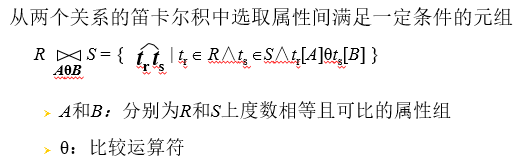 从两个关系的笛卡尔积中选取属性间满足一定条件的元组
R ⋈ S = { tr ts | tr ∈ R∧ts ∈S∧tr[A]θts[B] }
AθB
A和B：分别为R和S上度数相等且可比的属性组
θ：比较运算符